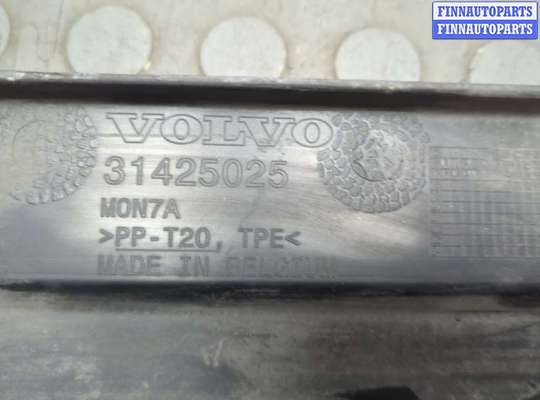 FINNAUTOPARTS
FINNAUTOPARTS
VOLVO
31425025
MON7A
>PP-T20, TPE<
MADE IN BELGIUM